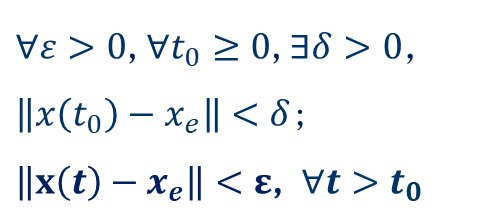 ∀ε > 0, ∀t₀ ≥ 0, ∃δ > 0,
‖x(t₀) − xₑ‖ < δ;
‖x(t) − xₑ‖ < ε, ∀t > t₀